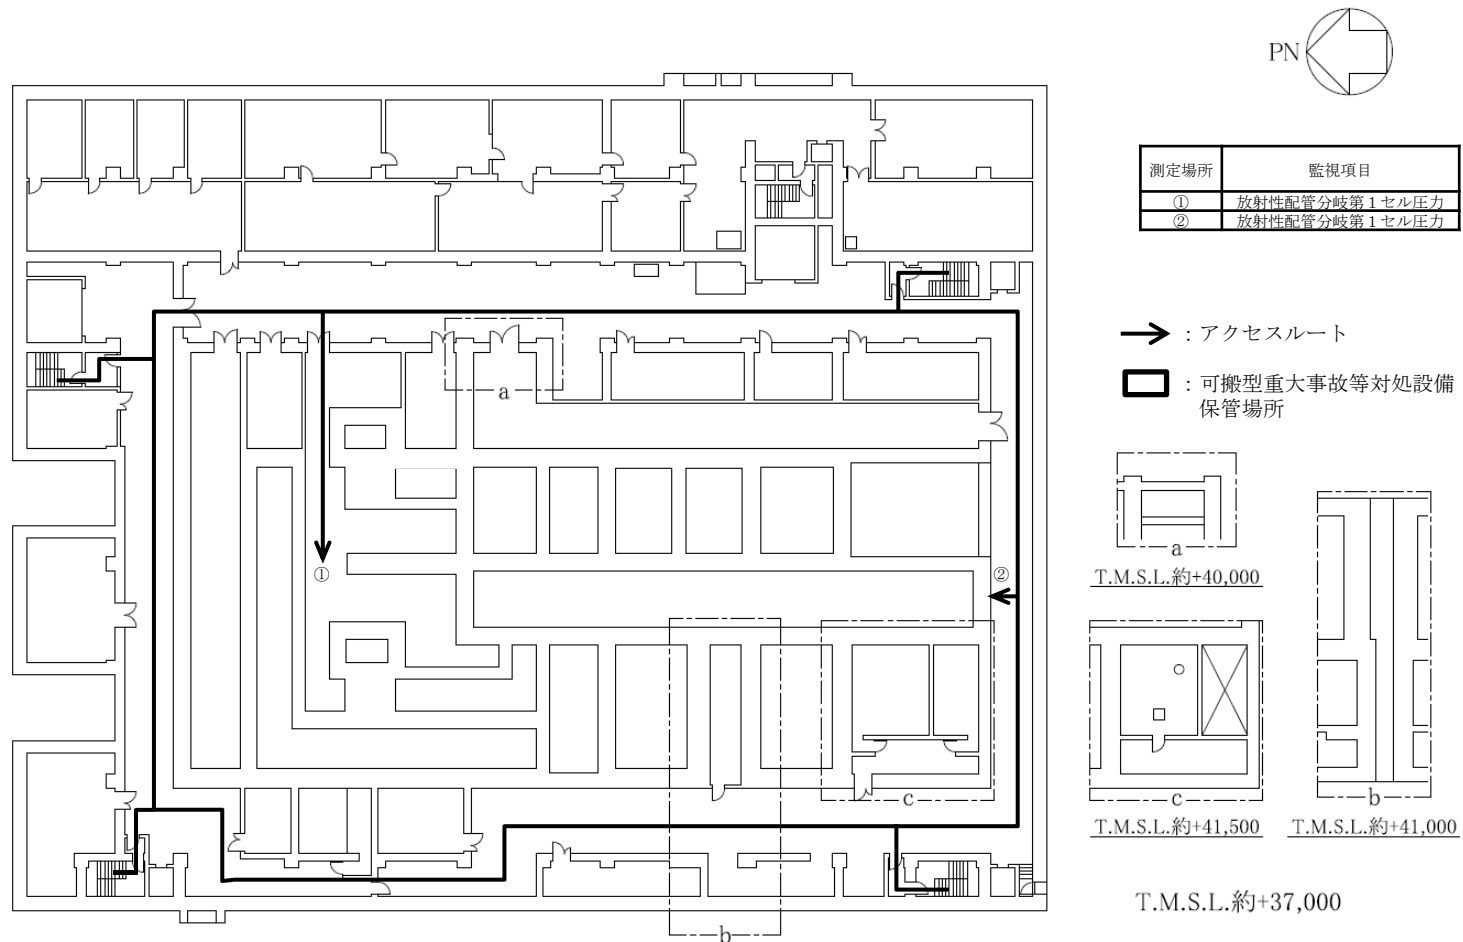 PN
測定場所 監視項目
① 放射性配管分岐第１セル圧力
② 放射性配管分岐第１セル圧力
：アクセスルート
：可搬型重大事故等対処設備
保管場所
a
①
②
c
b
a
T.M.S.L.約+40,000
c
T.M.S.L.約+41,500
b
T.M.S.L.約+41,000
T.M.S.L.約+37,000